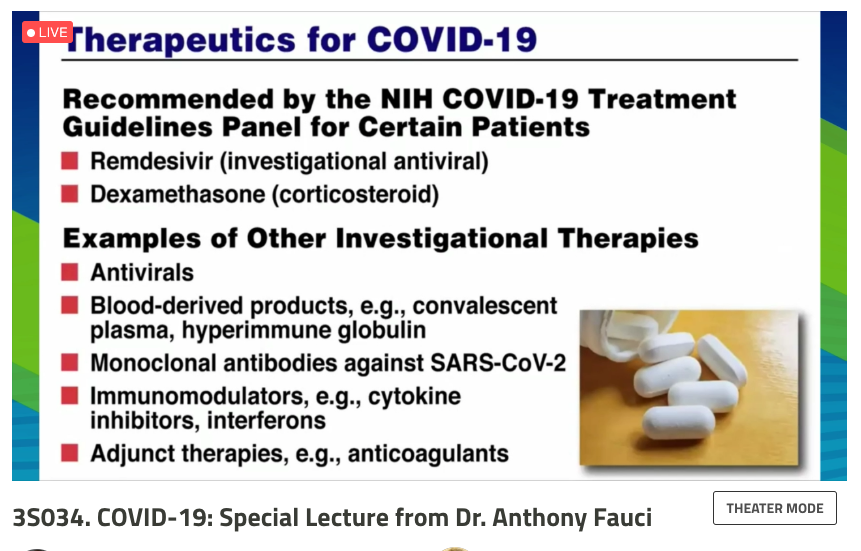 LIVE
Therapeutics for COVID-19
Recommended by the NIH COVID-19 Treatment
Guidelines Panel for Certain Patients
Remdesivir (investigational antiviral)
Dexamethasone (corticosteroid)
Examples of Other Investigational Therapies
Antivirals
Blood-derived products, e.g., convalescent
plasma, hyperimmune globulin
Monoclonal antibodies against SARS-CoV-2
Immunomodulators, e.g., cytokine
inhibitors, interferons
Adjunct therapies, e.g., anticoagulants
3S034. COVID-19: Special Lecture from Dr. Anthony Fauci
THEATER MODE